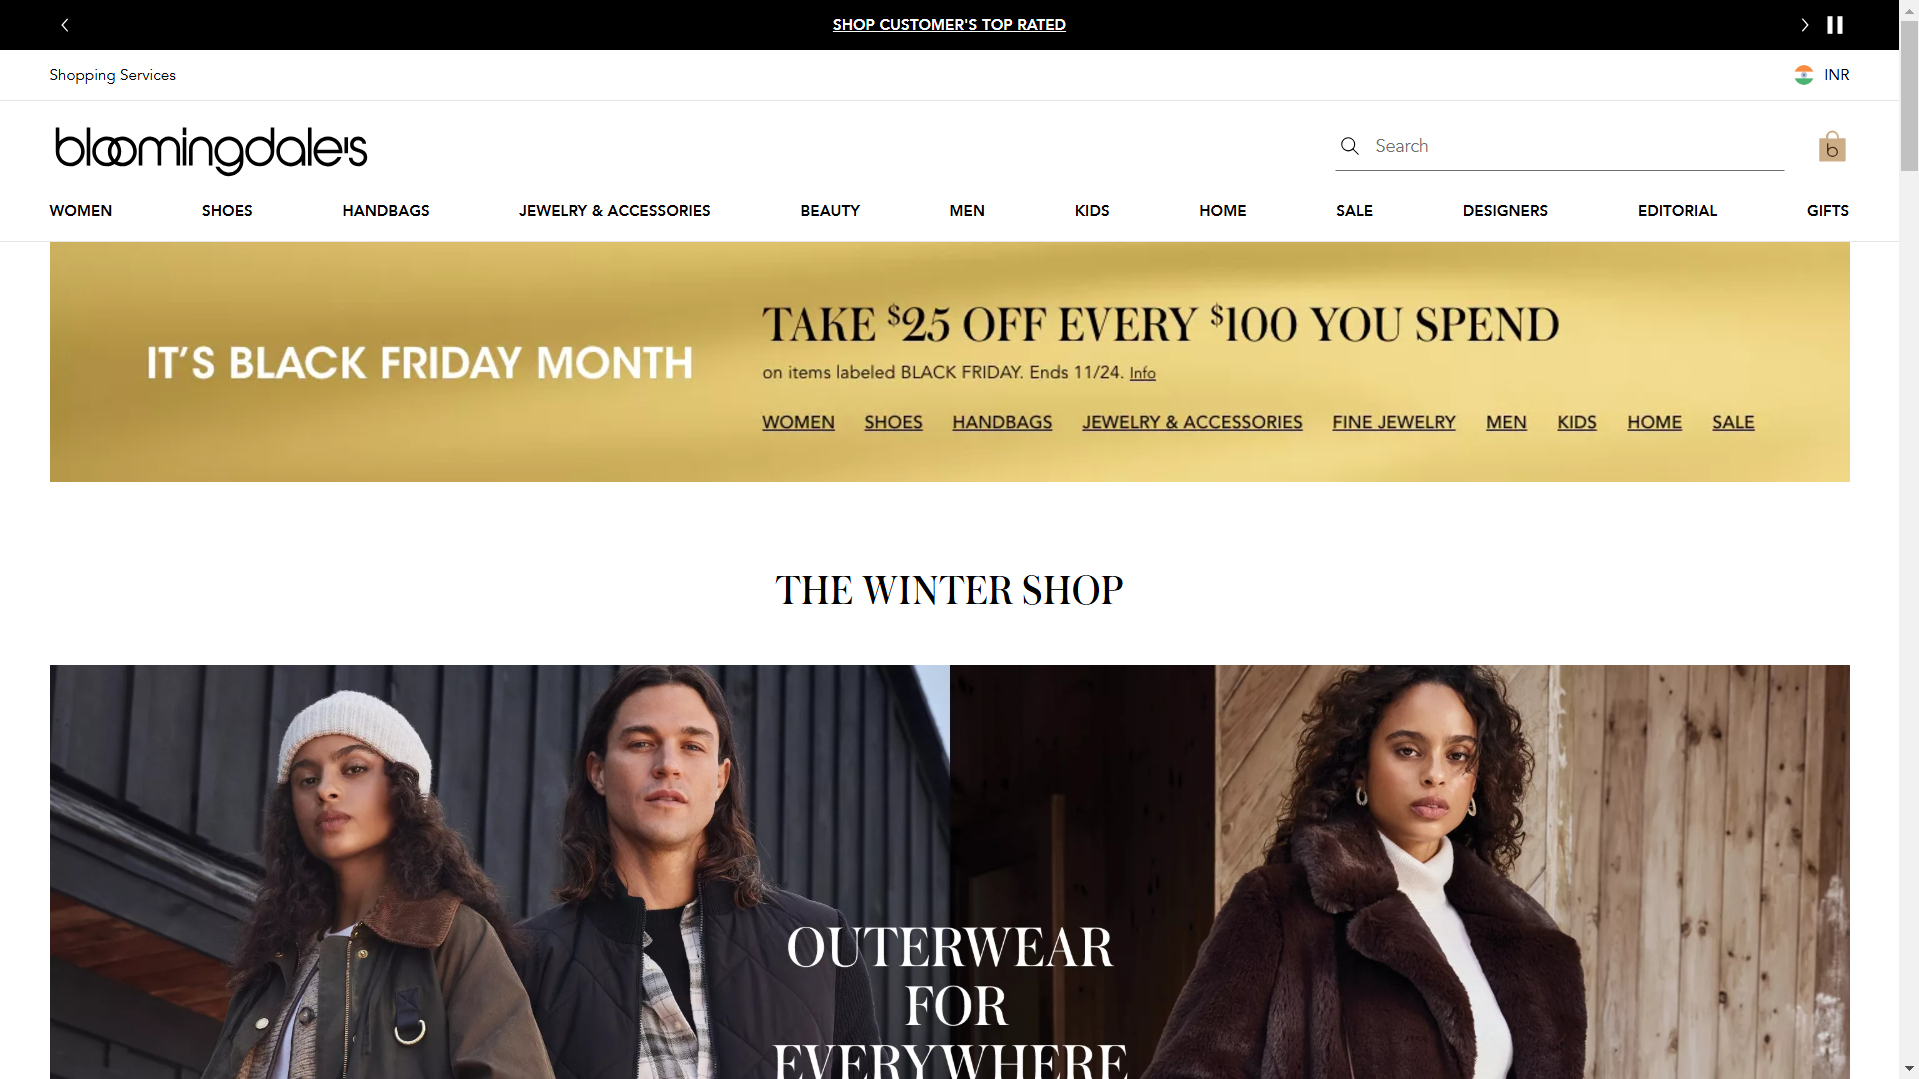 SHOP CUSTOMER'S TOP RATED
Shopping Services
INR
bloomingdale's
Search
b
WOMEN SHOES HANDBAGS JEWELRY & ACCESSORIES BEAUTY MEN KIDS HOME SALE DESIGNERS EDITORIAL GIFTS
IT'S BLACK FRIDAY MONTH
TAKE $25 OFF EVERY $100 YOU SPEND
on items labeled BLACK FRIDAY. Ends 11/24. Info
WOMEN SHOES HANDBAGS JEWELRY & ACCESSORIES FINE JEWELRY MEN KIDS HOME SALE
THE WINTER SHOP
OUTERWEAR
FOR
EVERYWHERE